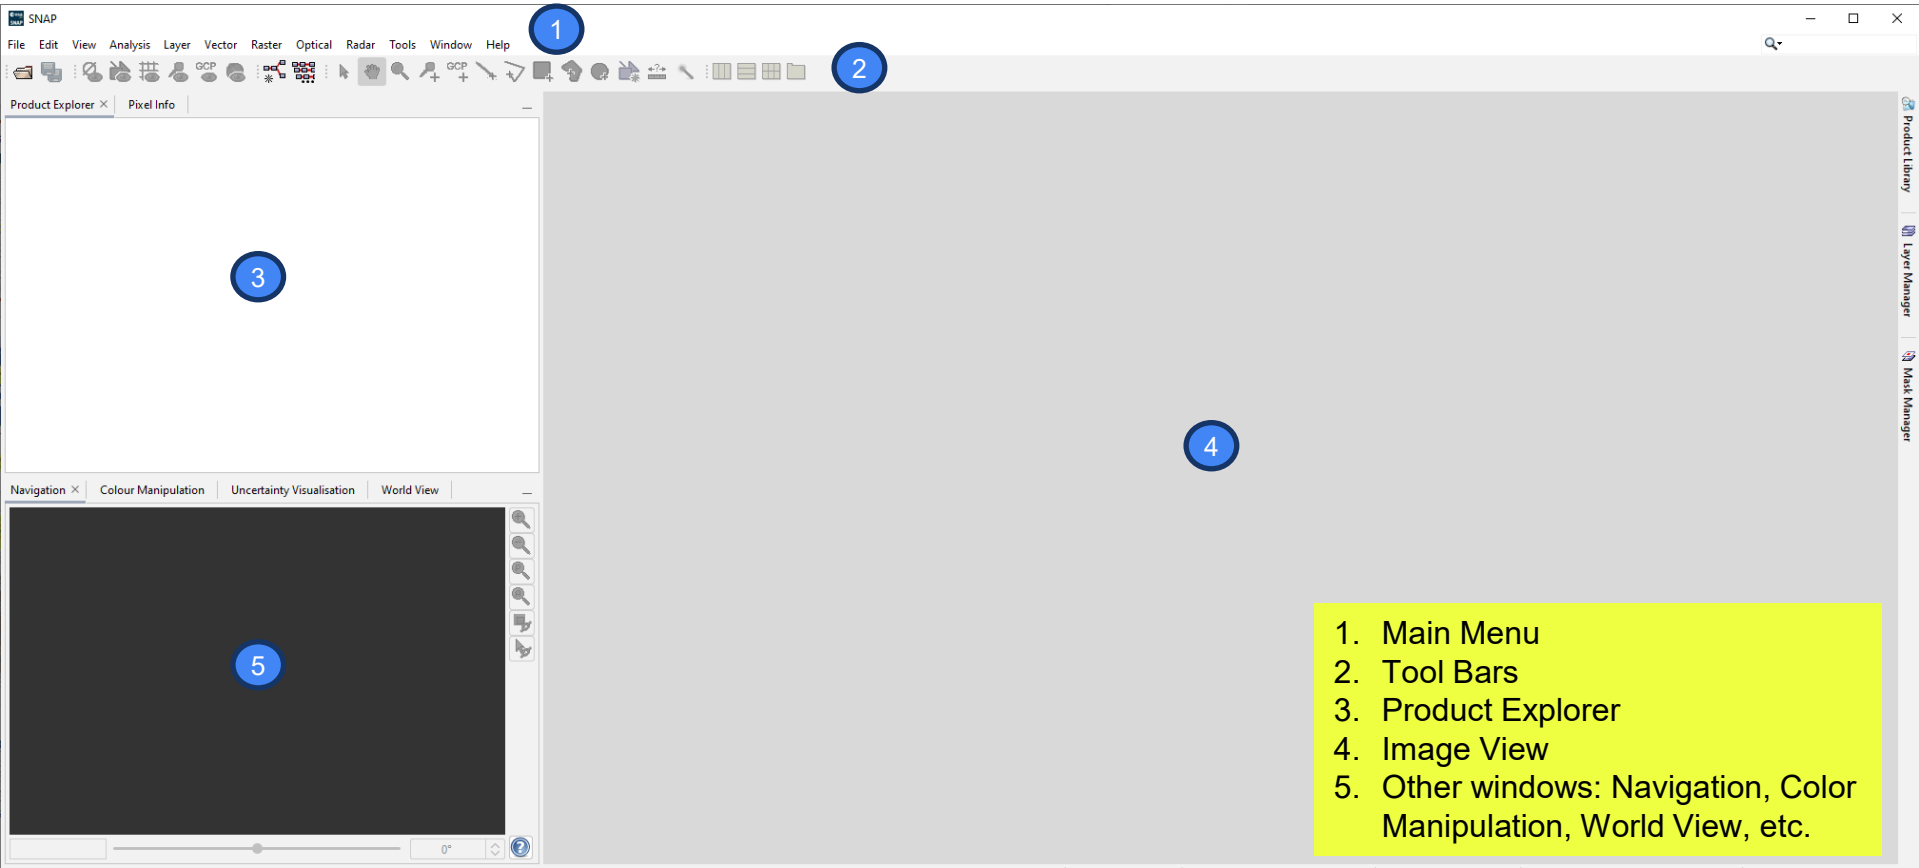 SNAP
1
File Edit View Analysis Layer Vector Raster Optical Radar Tools Window Help
2
GCP GCP
Product Explorer Pixel Info
3
Product Library
Layer Manager
Mask Manager
4
Navigation Colour Manipulation Uncertainty Visualisation World View
5
0°
1. Main Menu
2. Tool Bars
3. Product Explorer
4. Image View
5. Other windows: Navigation, Color
Manipulation, World View, etc.